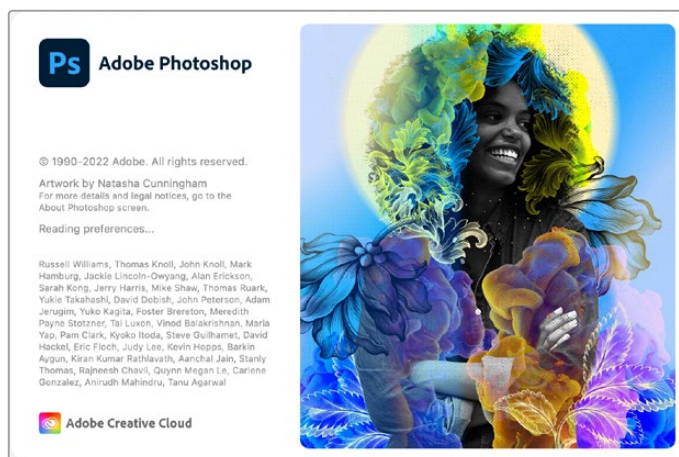 Ps Adobe Photoshop
© 1990-2022 Adobe. All rights reserved.
Artwork by Natasha Cunningham
For more details and legal notices, go to the
About Photoshop screen.
Reading preferences...
Russell Williams, Thomas Knoll, John Knoll, Mark
Hamburg, Jackie Lincoln-Owyang, Alan Erickson,
Sarah Kong, Jerry Harris, Mike Shaw, Thomas Ruark,
Yukie Takahashi, David Dobish, John Peterson, Adam
Jerugim, Yuko Kagita, Foster Brereton, Meredith
Payne Stotzner, Tai Luxon, Vinod Balakrishnan, Maria
Yap, Pam Clark, Kyoko Itoda, Steve Guilhamet, David
Hackel, Eric Floch, Judy Lee, Kevin Hopps, Barkin
Aygun, Kiran Kumar Rathlavath, Aanchal Jain, Stanly
Thomas, Rajneesh Chavli, Quynn Megan Le, Carlene
Gonzalez, Anirudh Mahindru, Tanu Agarwal
Adobe Creative Cloud